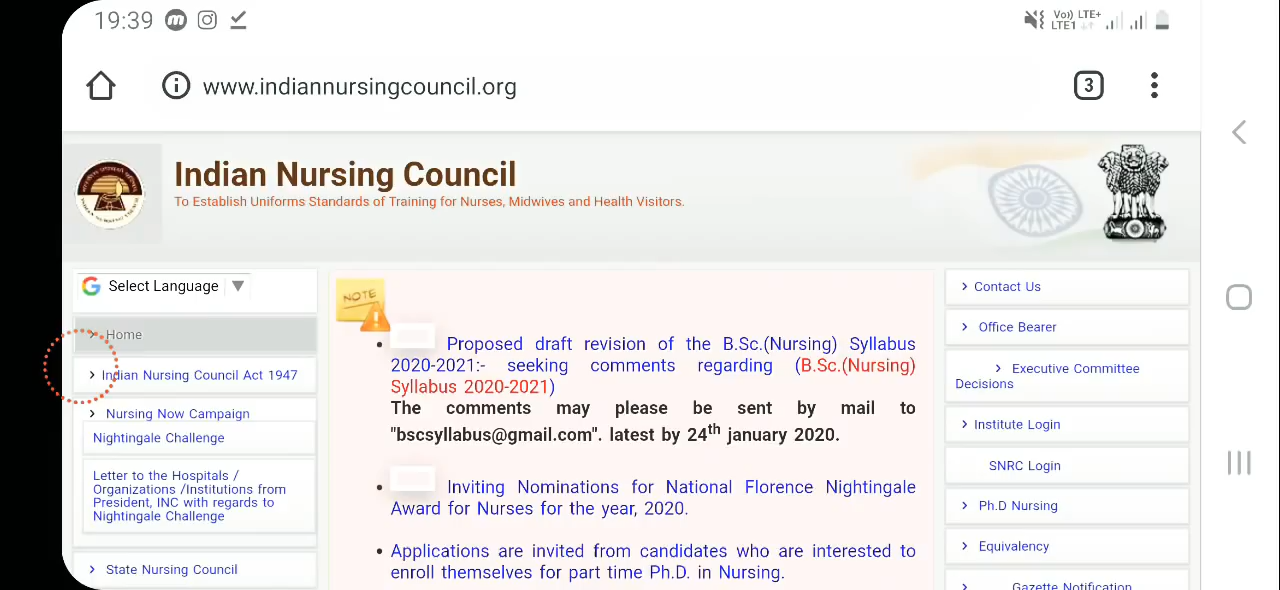 19:39
Vo) LTE+
LTE1
www.indiannursingcouncil.org
3
Indian Nursing Council
To Establish Uniforms Standards of Training for Nurses, Midwives and Health Visitors.
Select Language
Home
Indian Nursing Council Act 1947
Nursing Now Campaign
Nightingale Challenge
Letter to the Hospitals /
Organizations /Institutions from
President, INC with regards to
Nightingale Challenge
State Nursing Council
NOTE
Proposed draft revision of the B.Sc.(Nursing) Syllabus
2020-2021:- seeking comments regarding (B.Sc.(Nursing)
Syllabus 2020-2021)
The comments may please be sent by mail to
"bscsyllabus@gmail.com". latest by 24th january 2020.
Inviting Nominations for National Florence Nightingale
Award for Nurses for the year, 2020.
Applications are invited from candidates who are interested to
enroll themselves for part time Ph.D. in Nursing.
Contact Us
Office Bearer
Executive Committee
Decisions
Institute Login
SNRC Login
Ph.D Nursing
Equivalency
Gazette Notification